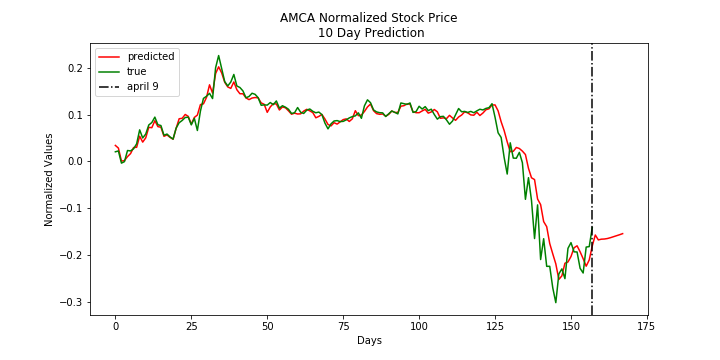 AMCA Normalized Stock Price
10 Day Prediction
predicted
true
april 9
Normalized Values
0.2
0.1
0.0
−0.1
−0.2
−0.3
0
25
50
75
100
125
150
175
Days